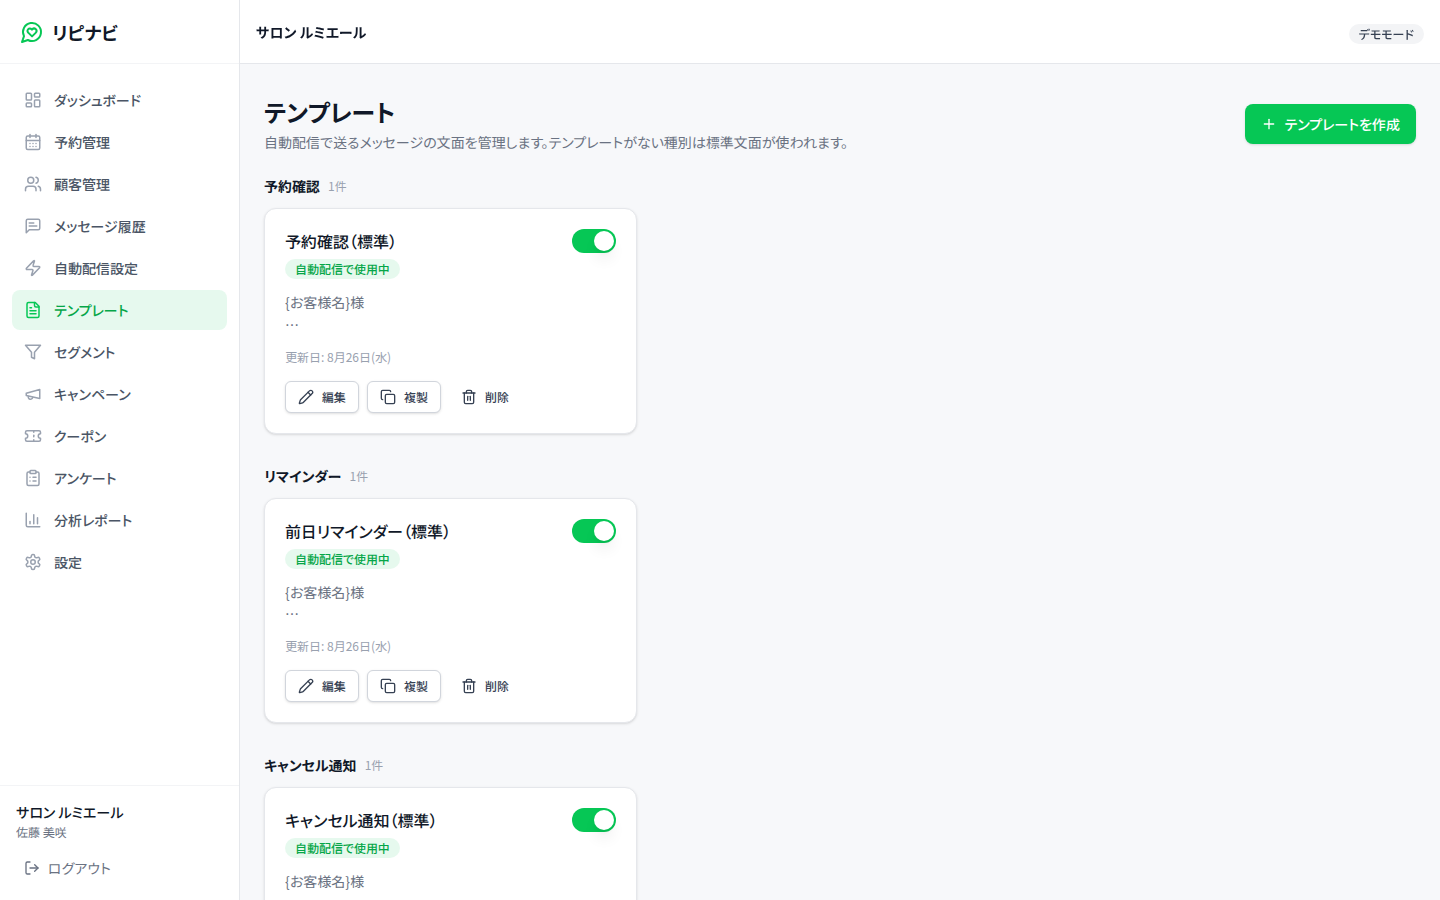 リピナビ
サロン ルミエール
デモモード
ダッシュボード
予約管理
顧客管理
メッセージ履歴
自動配信設定
テンプレート
セグメント
キャンペーン
クーポン
アンケート
分析レポート
設定
サロン ルミエール
佐藤 美咲
ログアウト
テンプレート
自動配信で送るメッセージの文面を管理します。テンプレートがない種別は標準文面が使われます。
テンプレートを作成
予約確認 1件
予約確認（標準）
自動配信で使用中
{お客様名}様
…
更新日: 8月26日(水)
編集 複製 削除
リマインダー 1件
前日リマインダー（標準）
自動配信で使用中
{お客様名}様
…
更新日: 8月26日(水)
編集 複製 削除
キャンセル通知 1件
キャンセル通知（標準）
自動配信で使用中
{お客様名}様